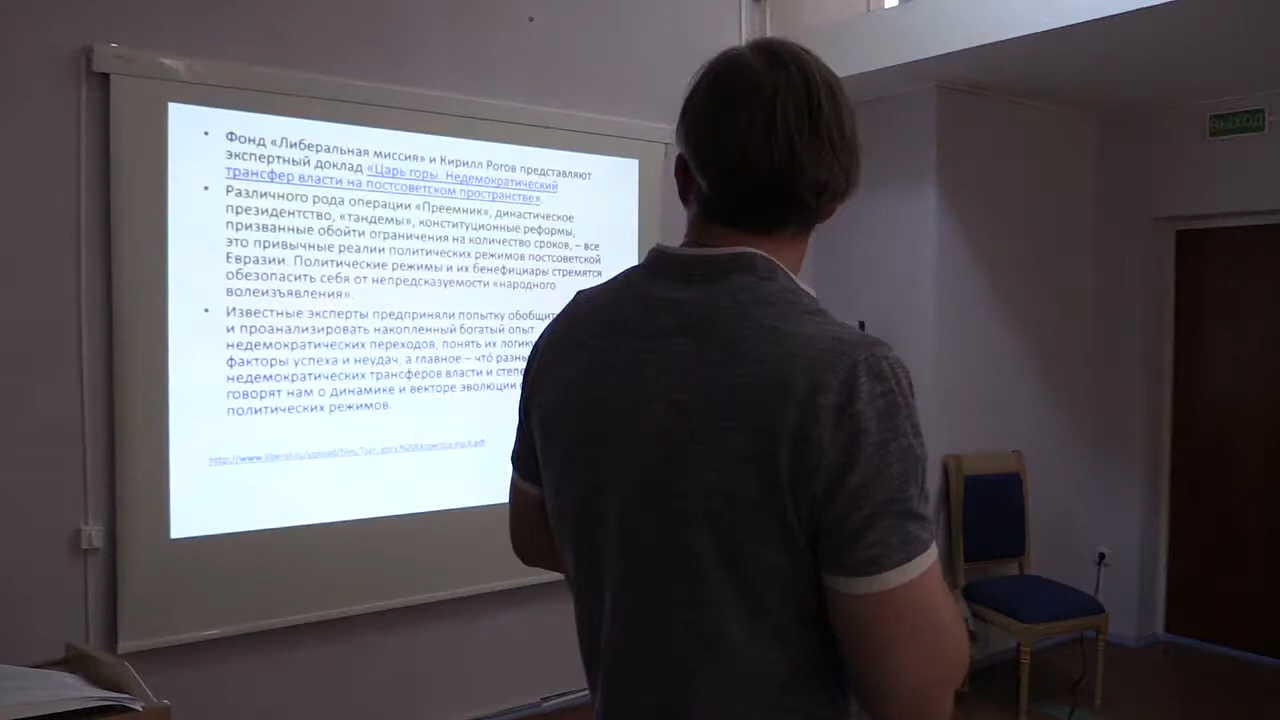 • Фонд «Либеральная миссия» и Кирилл Рогов представляют
экспертный доклад «Царь горы. Недемократический
трансфер власти на постсоветском пространстве».
• Различного рода операции «Преемник», династическое
президентство, «тандемы», конституционные реформы,
призванные обойти ограничения на количество сроков, – все
это привычные реалии политических режимов постсоветской
Евразии. Политические режимы и их бенефициары стремятся
обезопасить себя от непредсказуемости «народного
волеизъявления».
• Известные эксперты предприняли попытку обобщит
и проанализировать накопленный богатый опыт
недемократических переходов, понять их логику
факторы успеха и неудач, а главное – что́ разны
недемократических трансферов власти и степе
говорят нам о динамике и векторе эволюции
политических режимов.
ВЫХОД